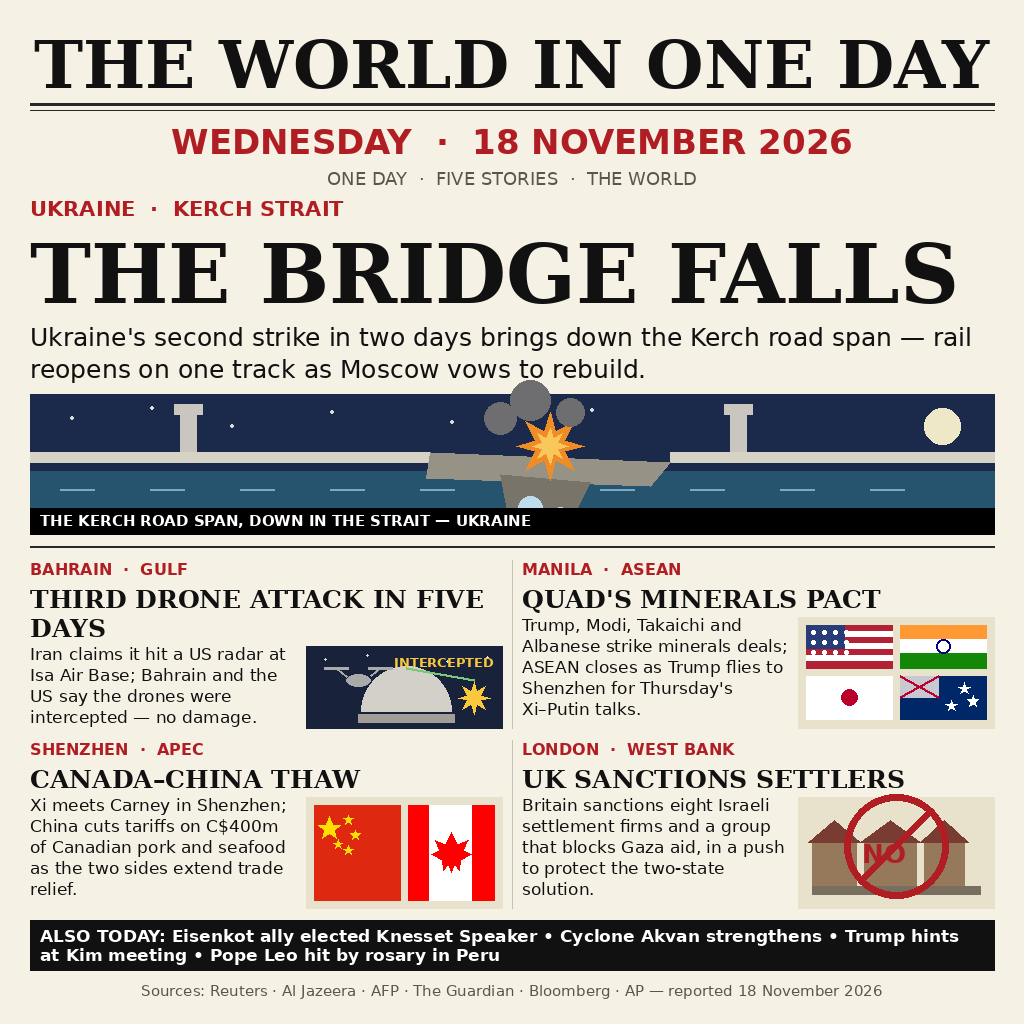 THE WORLD IN ONE DAY
WEDNESDAY · 18 NOVEMBER 2026
ONE DAY · FIVE STORIES · THE WORLD
UKRAINE · KERCH STRAIT
THE BRIDGE FALLS
Ukraine's second strike in two days brings down the Kerch road span — rail
reopens on one track as Moscow vows to rebuild.
THE KERCH ROAD SPAN, DOWN IN THE STRAIT — UKRAINE
BAHRAIN · GULF
THIRD DRONE ATTACK IN FIVE
DAYS
Iran claims it hit a US radar at
Isa Air Base; Bahrain and the
US say the drones were
intercepted — no damage.
INTERCEPTED
MANILA · ASEAN
QUAD'S MINERALS PACT
Trump, Modi, Takaichi and
Albanese strike minerals deals;
ASEAN closes as Trump flies to
Shenzhen for Thursday's
Xi–Putin talks.
SHENZHEN · APEC
CANADA–CHINA THAW
Xi meets Carney in Shenzhen;
China cuts tariffs on C$400m
of Canadian pork and seafood
as the two sides extend trade
relief.
LONDON · WEST BANK
UK SANCTIONS SETTLERS
Britain sanctions eight Israeli
settlement firms and a group
that blocks Gaza aid, in a push
to protect the two-state
solution.
NO
ALSO TODAY: Eisenkot ally elected Knesset Speaker • Cyclone Akvan strengthens • Trump hints
at Kim meeting • Pope Leo hit by rosary in Peru
Sources: Reuters · Al Jazeera · AFP · The Guardian · Bloomberg · AP — reported 18 November 2026